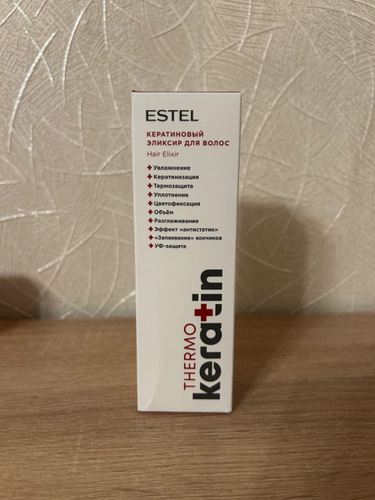 ESTEL
КЕРАТИНОВЫЙ
ЭЛИКСИР ДЛЯ ВОЛОС
Hair Elixir
+ Увлажнение
+ Кератинизация
+ Термозащита
+ Уплотнение
+ Цветофиксация
+ Объём
+ Разглаживание
+ Эффект «антистатик»
+ «Запаивание» кончиков
+ УФ-защита
THERMO
keratin